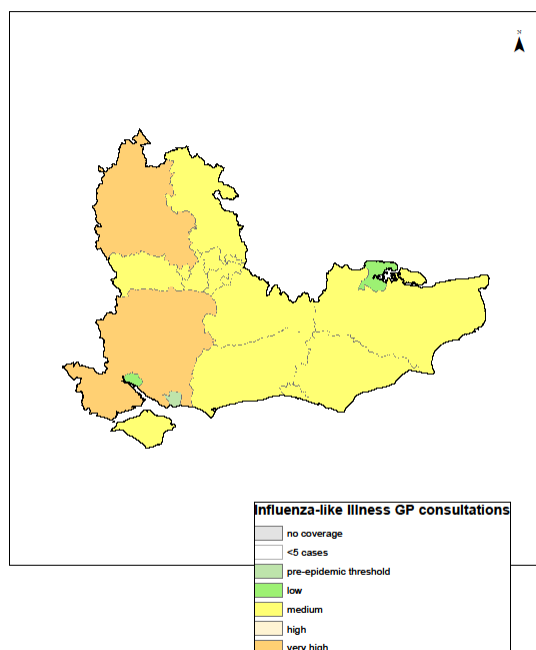 N
Influenza-like Illness GP consultations
no coverage
<5 cases
pre-epidemic threshold
low
medium
high
very high